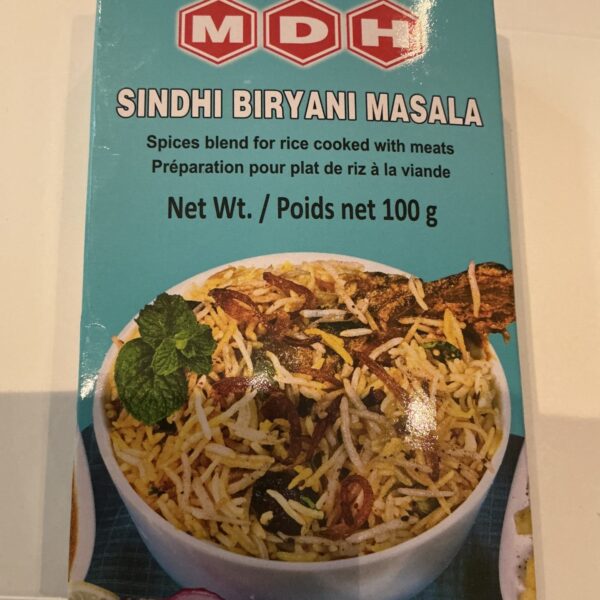 MDH
SINDHI BIRYANI MASALA
Spices blend for rice cooked with meats
Préparation pour plat de riz à la viande
Net Wt. / Poids net 100 g